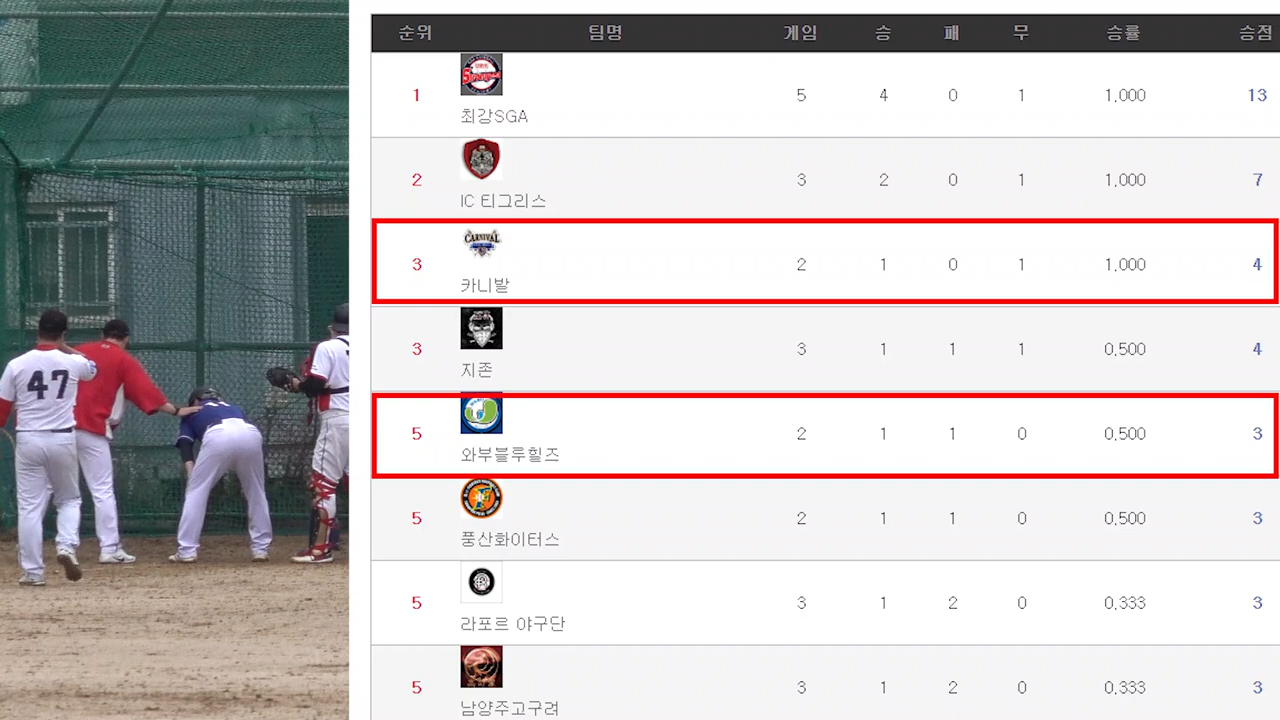 순위 팀명 게임 승 패 무 승률 승점
1 최강SGA 5 4 0 1 1.000 13
2 IC 티그리스 3 2 0 1 1.000 7
CARNIVAL
3 카니발 2 1 0 1 1.000 4
3 지존 3 1 1 1 0.500 4
5 와부블루힐즈 2 1 1 0 0.500 3
5 풍산화이터스 2 1 1 0 0.500 3
5 라포르 야구단 3 1 2 0 0.333 3
5 남양주고구려 3 1 2 0 0.333 3
47